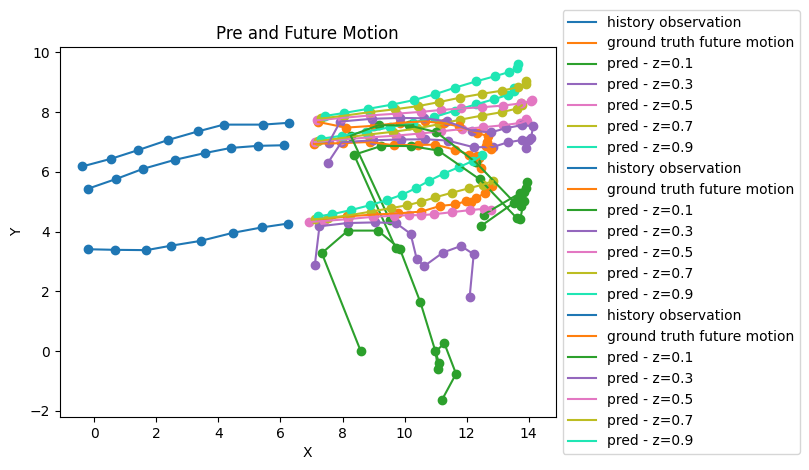 Pre and Future Motion
Y
10
8
6
4
2
0
−2
0
2
4
6
8
10
12
14
X
history observation
ground truth future motion
pred - z=0.1
pred - z=0.3
pred - z=0.5
pred - z=0.7
pred - z=0.9
history observation
ground truth future motion
pred - z=0.1
pred - z=0.3
pred - z=0.5
pred - z=0.7
pred - z=0.9
history observation
ground truth future motion
pred - z=0.1
pred - z=0.3
pred - z=0.5
pred - z=0.7
pred - z=0.9